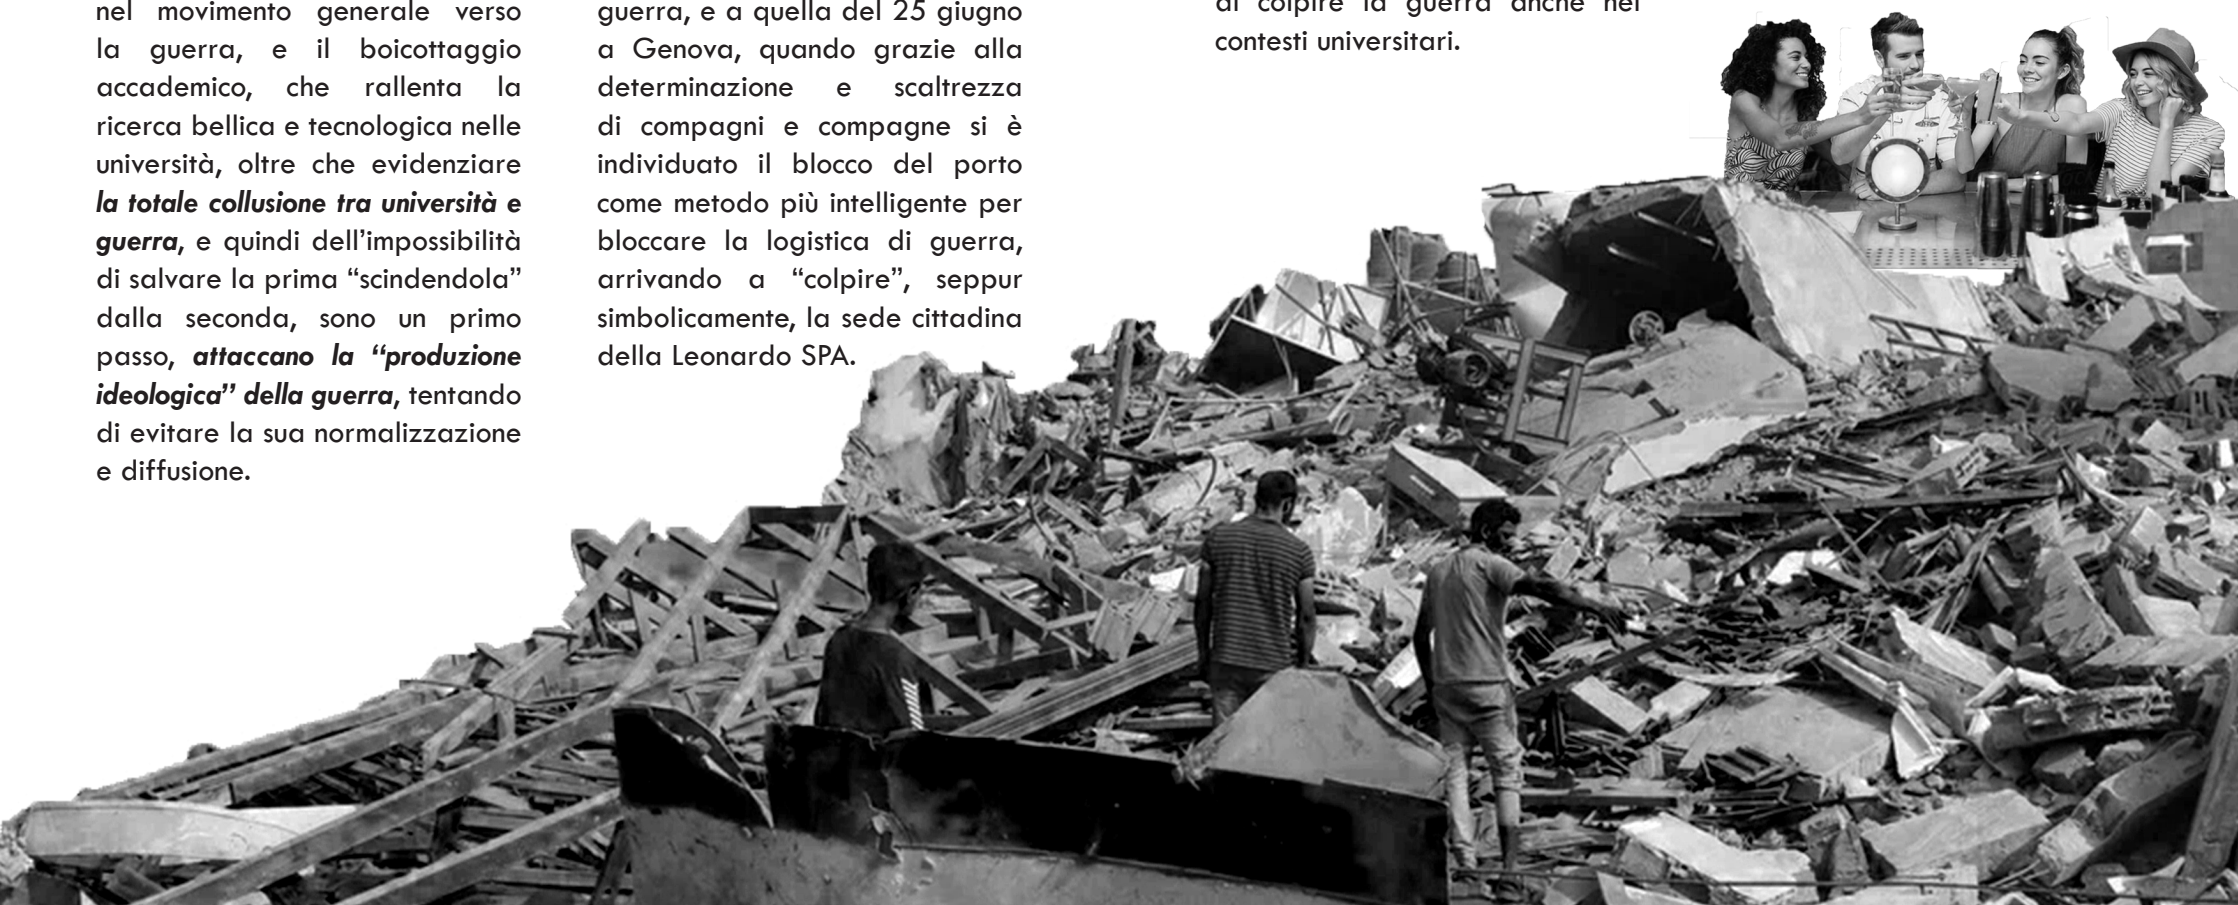 nel movimento generale verso
la guerra, e il boicottaggio
accademico, che rallenta la
ricerca bellica e tecnologica nelle
università, oltre che evidenziare
la totale collusione tra università e
guerra, e quindi dell’impossibilità
di salvare la prima “scindendola”
dalla seconda, sono un primo
passo, attaccano la “produzione
ideologica” della guerra, tentando
di evitare la sua normalizzazione
e diffusione.
guerra, e a quella del 25 giugno
a Genova, quando grazie alla
determinazione e scaltrezza
di compagni e compagne si è
individuato il blocco del porto
come metodo più intelligente per
bloccare la logistica di guerra,
arrivando a “colpire”, seppur
simbolicamente, la sede cittadina
della Leonardo SPA.
di colpire la guerra anche nei
contesti universitari.